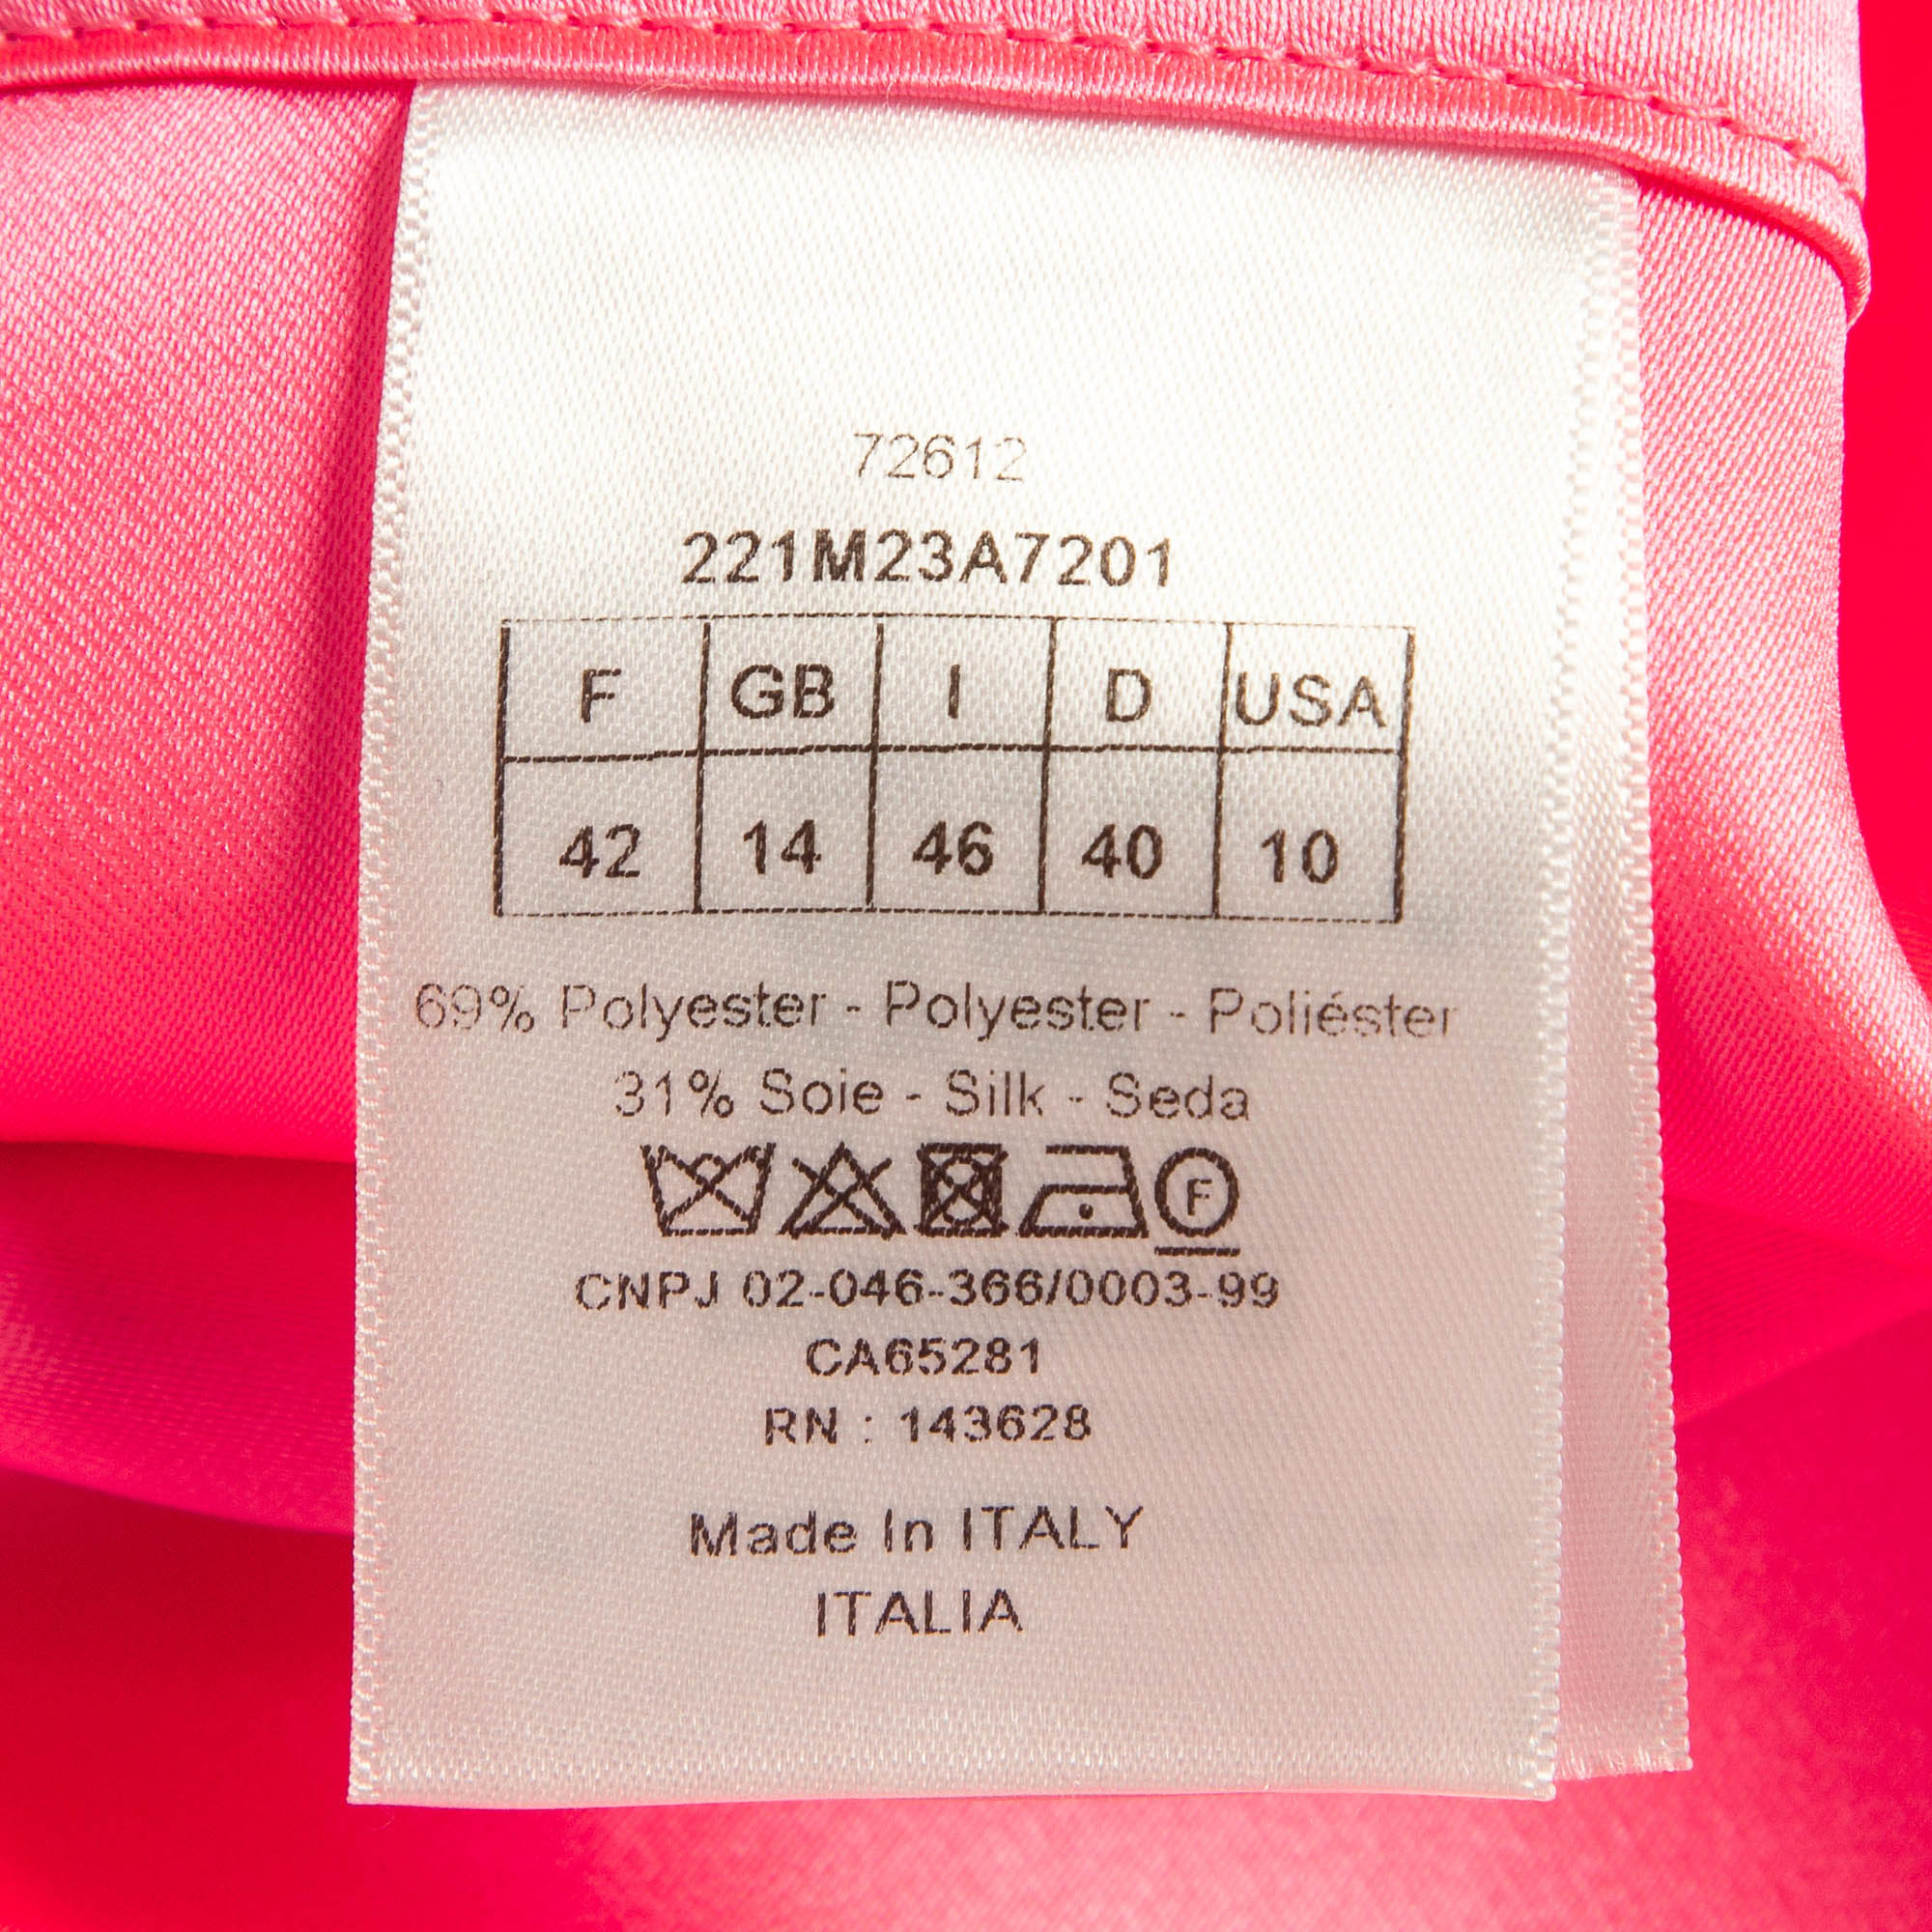 72612
221M23A7201
F GB I D USA
42 14 46 40 10
69% Polyester - Polyester - Poliéster
31% Soie - Silk - Seda
F
CNPJ 02-046-366/0003-99
CA65281
RN : 143628
Made In ITALY
ITALIA